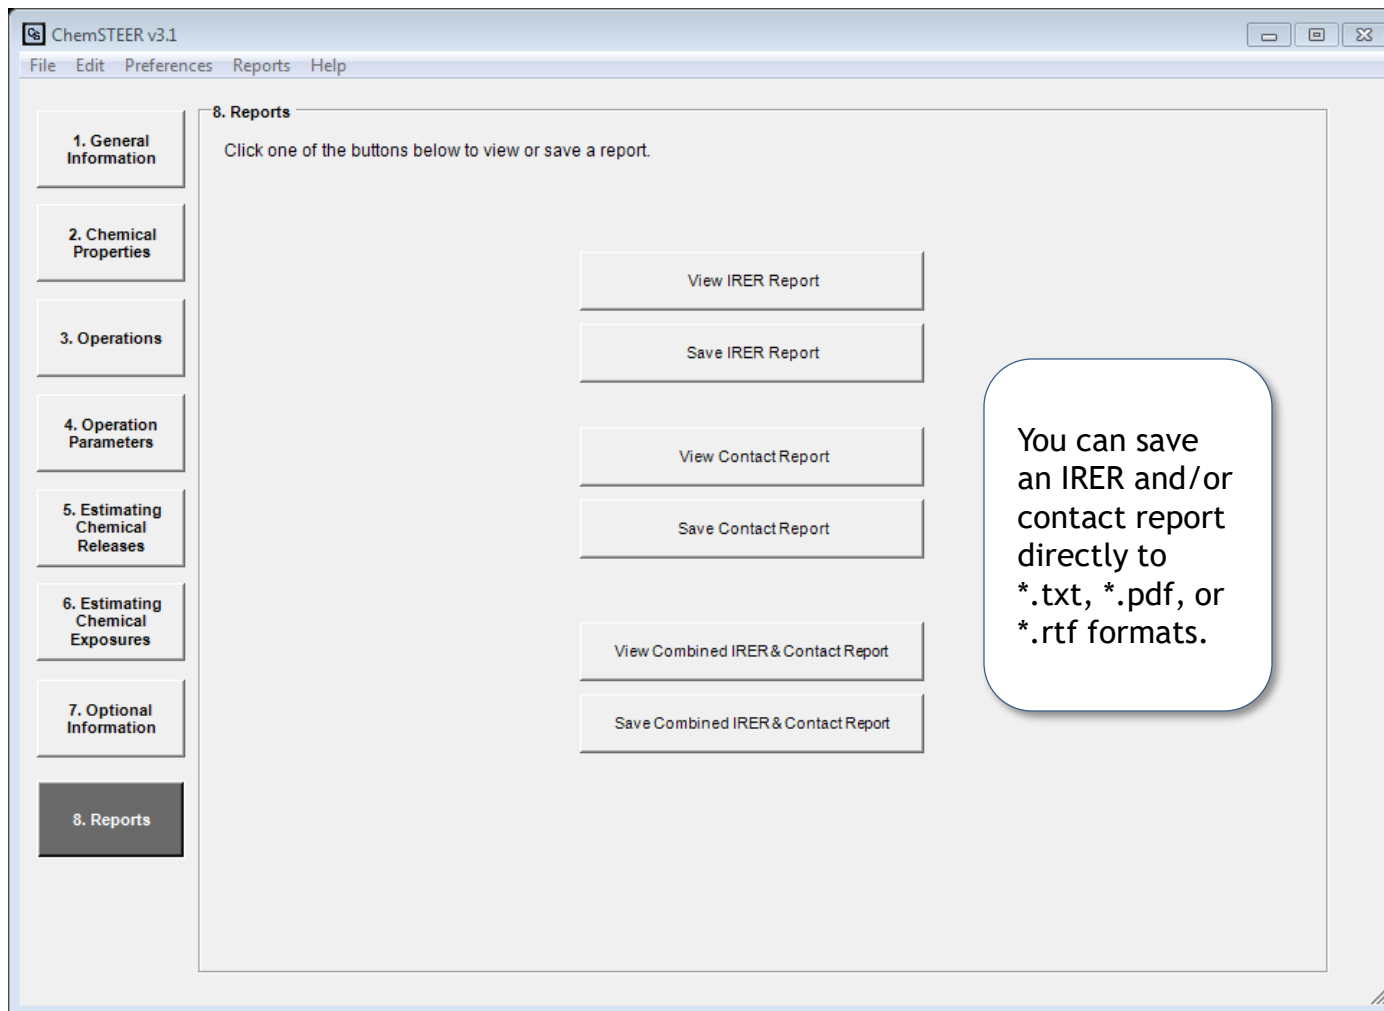 ChemSTEER v3.1
File Edit Preferences Reports Help
1. General
Information
2. Chemical
Properties
3. Operations
4. Operation
Parameters
5. Estimating
Chemical
Releases
6. Estimating
Chemical
Exposures
7. Optional
Information
8. Reports
8. Reports
Click one of the buttons below to view or save a report.
View IRER Report
Save IRER Report
View Contact Report
Save Contact Report
View Combined IRER & Contact Report
Save Combined IRER & Contact Report
You can save
an IRER and/or
contact report
directly to
*.txt, *.pdf, or
*.rtf formats.